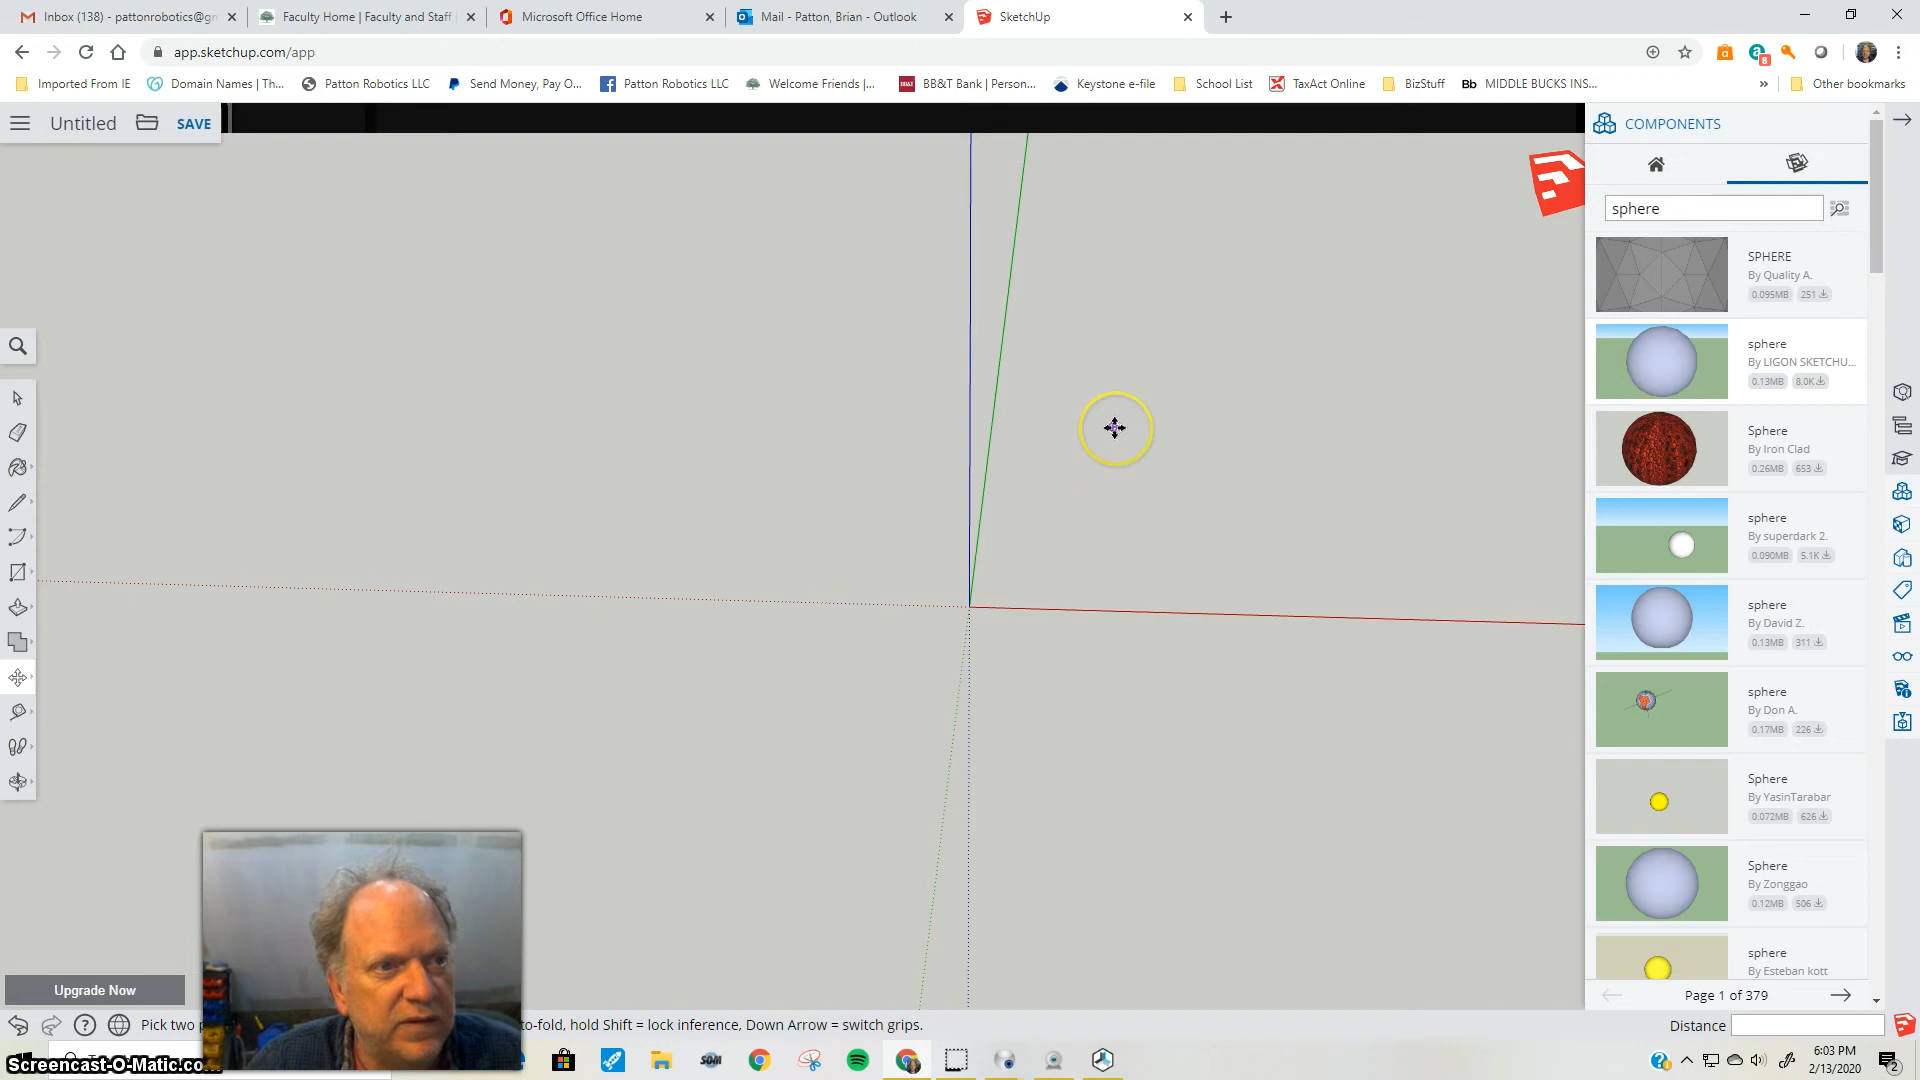 Inbox (138) - pattonrobotics@gm
Faculty Home | Faculty and Staff
Microsoft Office Home
Mail - Patton, Brian - Outlook
SketchUp
app.sketchup.com/app
8
Imported From IE
Domain Names | Th...
Patton Robotics LLC
Send Money, Pay O...
Patton Robotics LLC
Welcome Friends |...
BB&T Bank | Person...
Keystone e-file
School List
TaxAct Online
BizStuff
Bb MIDDLE BUCKS INS...
Other bookmarks
Untitled
SAVE
COMPONENTS
sphere
SPHERE
By Quality A.
0.095MB 251
sphere
By LIGON SKETCHU...
0.13MB 8.0K
Sphere
By Iron Clad
0.26MB 653
sphere
By superdark 2.
0.090MB 5.1K
sphere
By David Z.
0.13MB 311
sphere
By Don A.
0.17MB 226
Sphere
By YasinTarabar
0.072MB 626
Sphere
By Zonggao
0.12MB 506
sphere
By Esteban kott
Page 1 of 379
Upgrade Now
Pick two p
to-fold, hold Shift = lock inference, Down Arrow = switch grips.
Distance
Screencast-O-Matic.co
SOM
6:03 PM
2/13/2020
2